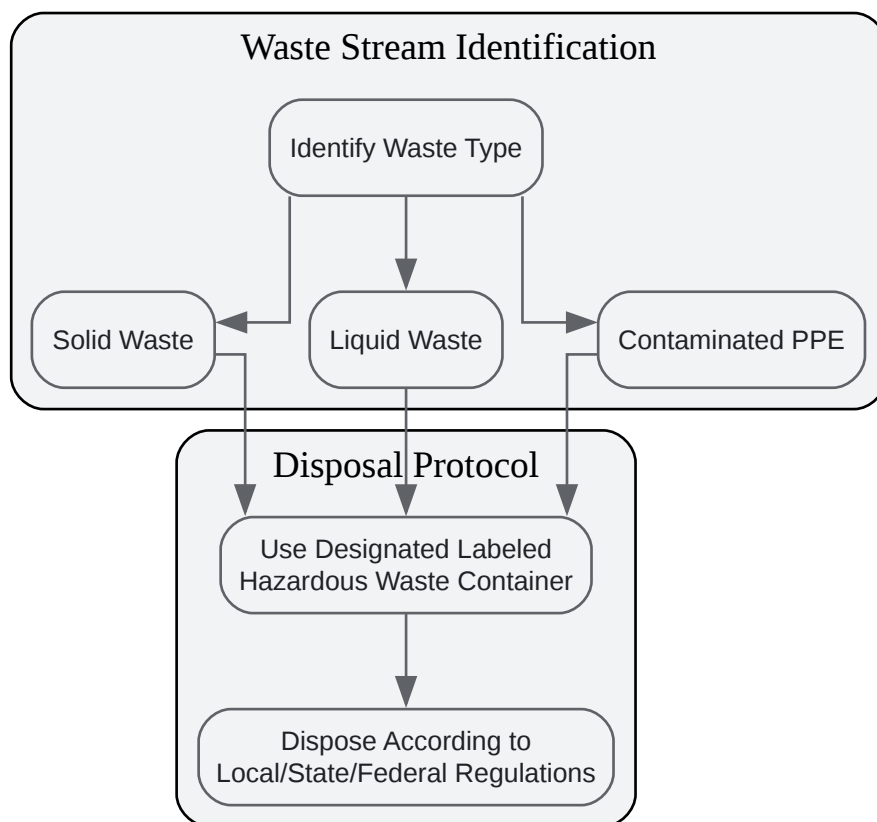 Waste Stream Identification
Identify Waste Type
Solid Waste
Liquid Waste
Contaminated PPE
Disposal Protocol
Use Designated Labeled
Hazardous Waste Container
Dispose According to
Local/State/Federal Regulations